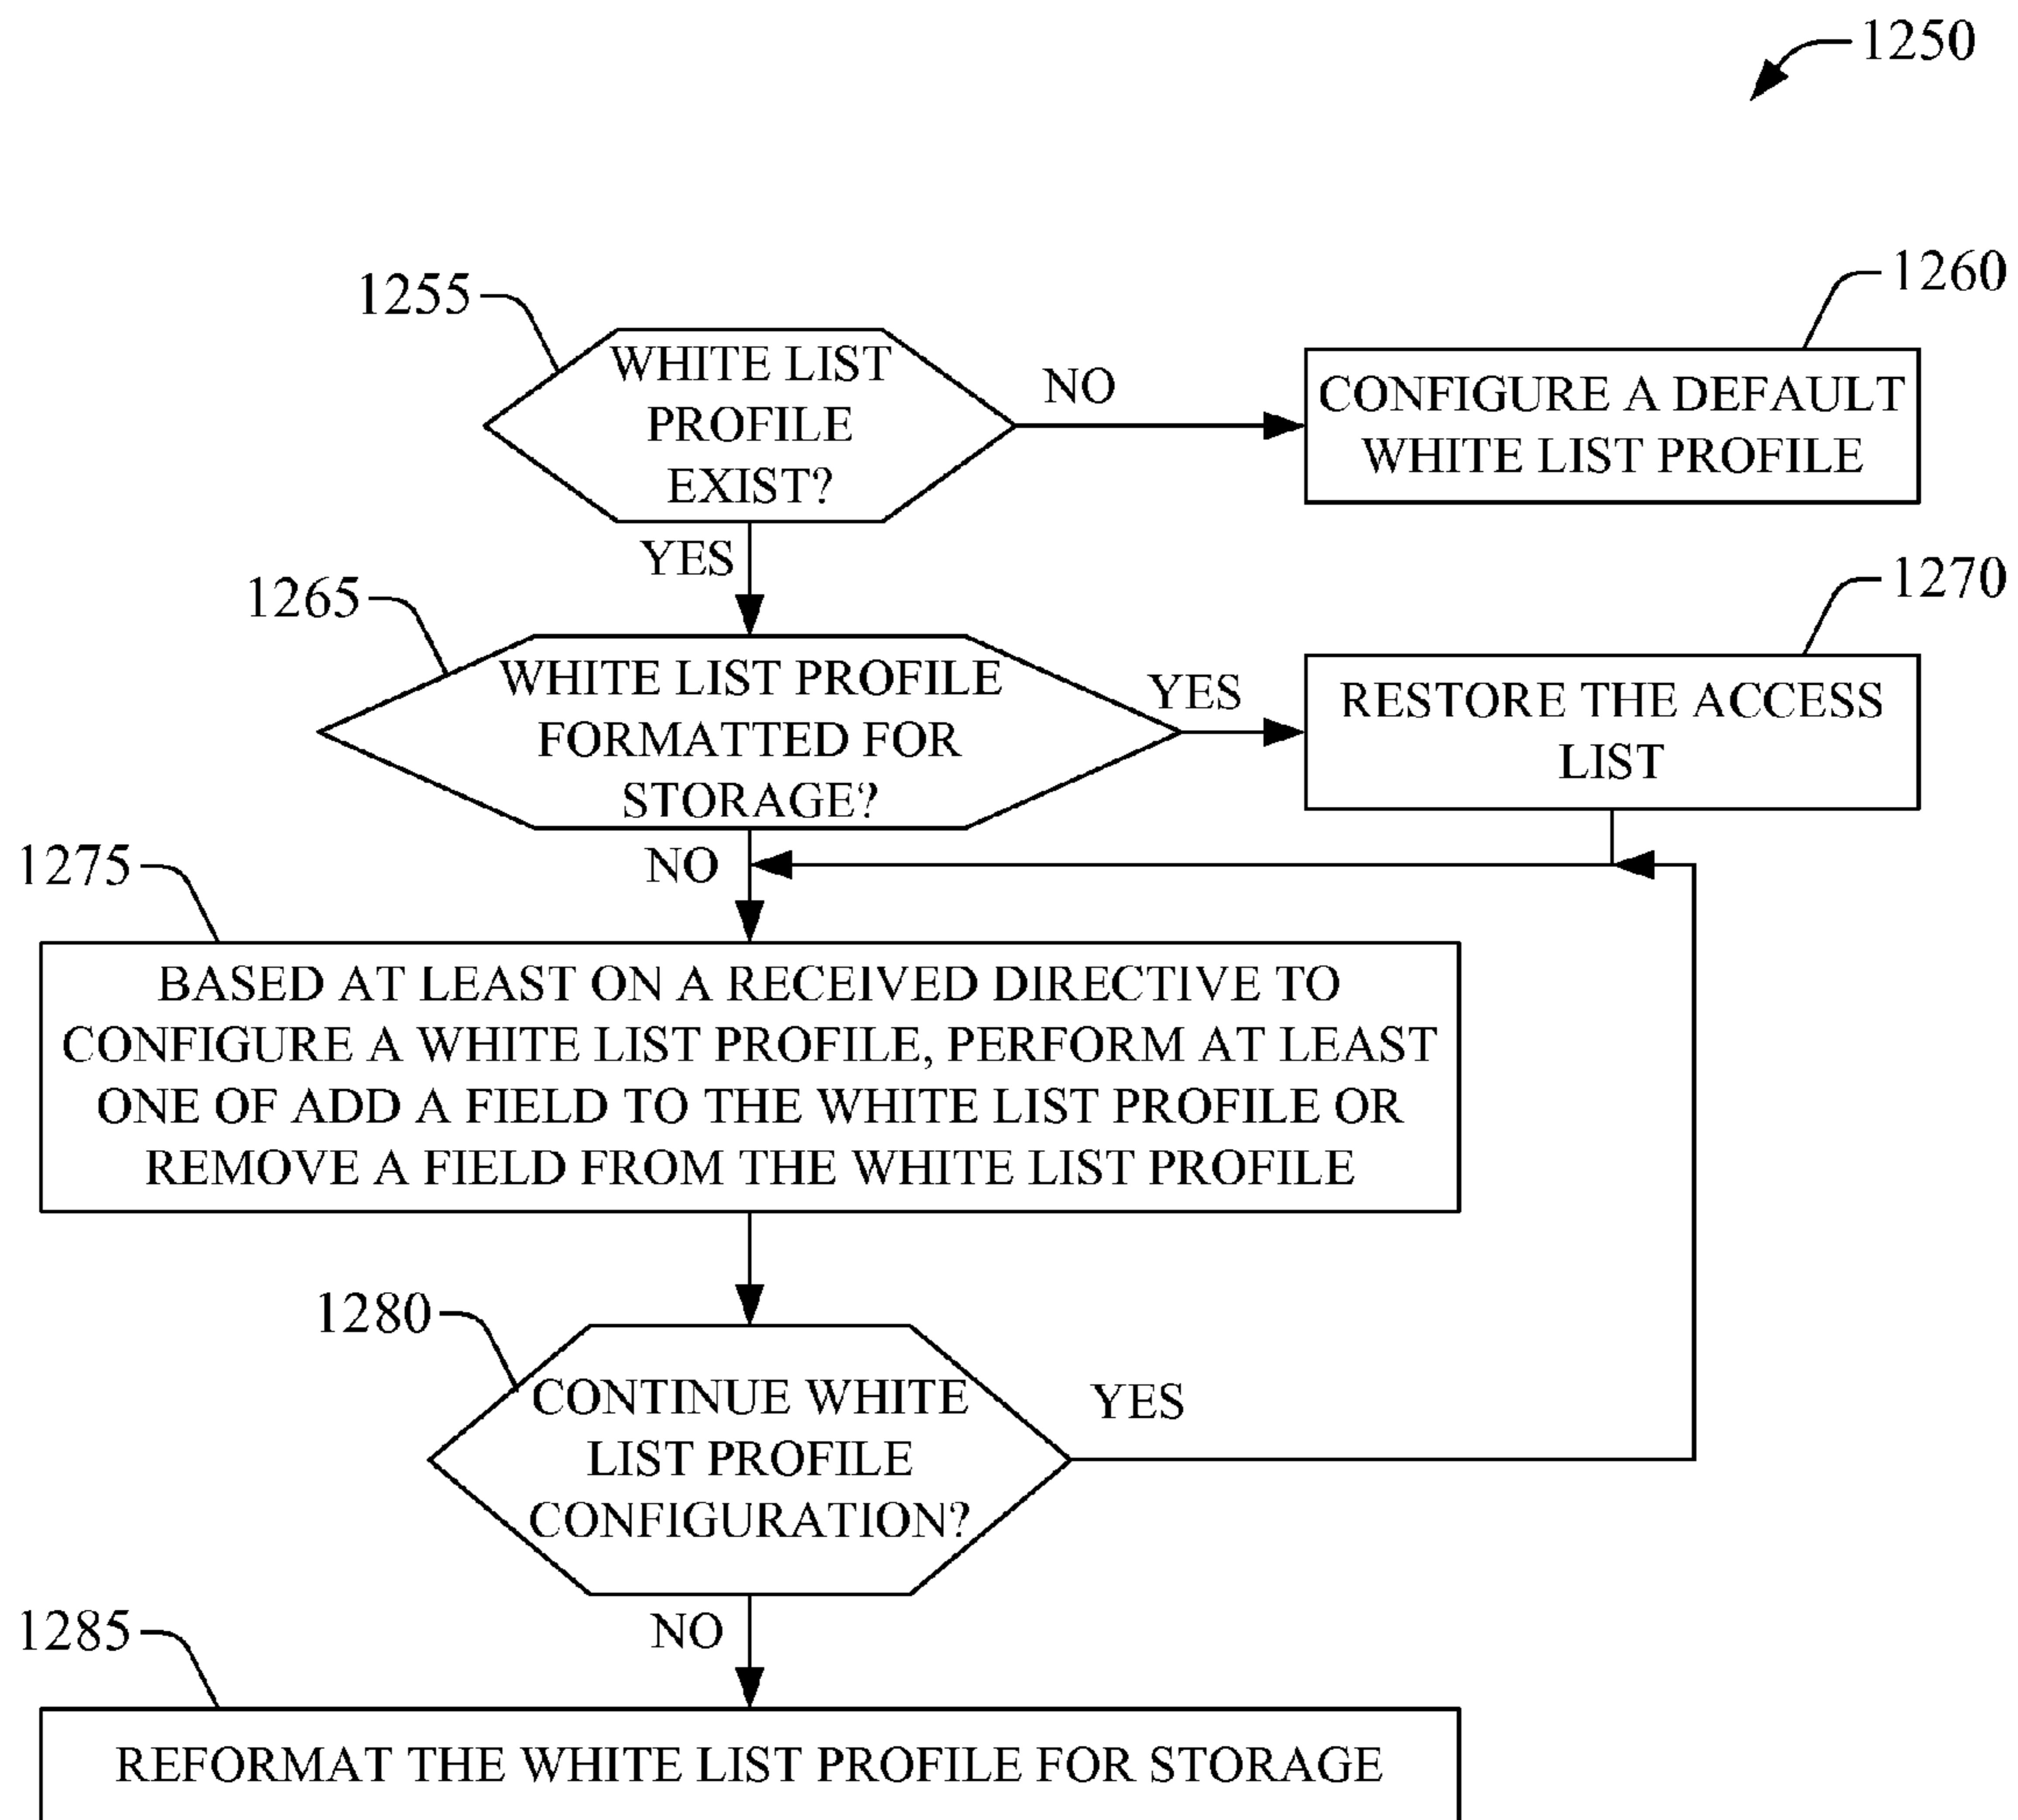 1250
1255
WHITE LIST
PROFILE
EXIST?
NO
1260
CONFIGURE A DEFAULT
WHITE LIST PROFILE
YES
1265
WHITE LIST PROFILE
FORMATTED FOR
STORAGE?
YES
1270
RESTORE THE ACCESS
LIST
NO
1275
BASED AT LEAST ON A RECEIVED DIRECTIVE TO
CONFIGURE A WHITE LIST PROFILE, PERFORM AT LEAST
ONE OF ADD A FIELD TO THE WHITE LIST PROFILE OR
REMOVE A FIELD FROM THE WHITE LIST PROFILE
1280
CONTINUE WHITE
LIST PROFILE
CONFIGURATION?
YES
NO
1285
REFORMAT THE WHITE LIST PROFILE FOR STORAGE